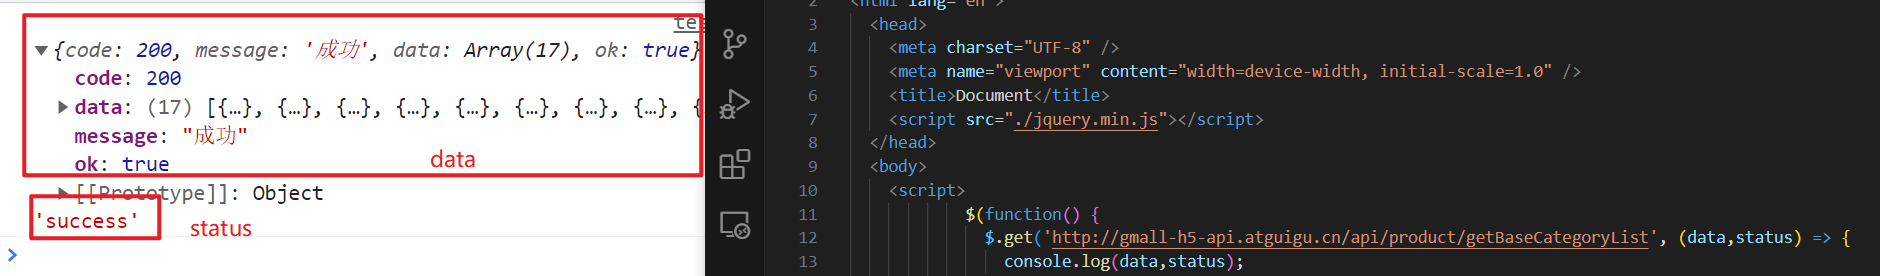 {code: 200, message: '成功', data: Array(17), ok: true}
code: 200
data: (17) [{…}, {…}, {…}, {…}, {…}, {…}, {…}, {…}, {
message: "成功"
ok: true
data
[[Prototype]]: Object
'success'
status
2 <html lang="en">
3 <head>
4 <meta charset="UTF-8" />
5 <meta name="viewport" content="width=device-width, initial-scale=1.0" />
6 <title>Document</title>
7 <script src="./jquery.min.js"></script>
8 </head>
9 <body>
10 <script>
11 $(function() {
12 $.get('http://gmall-h5-api.atguigu.cn/api/product/getBaseCategoryList', (data,status) => {
13 console.log(data,status);